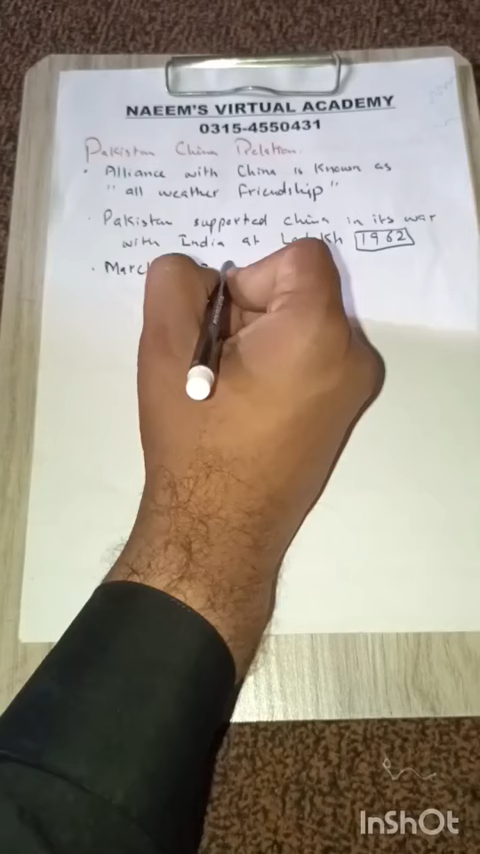 NAEEM'S VIRTUAL ACADEMY
0315-4550431
Pakistan China Relation.
• Alliance with China is known as
" all weather Friendship "
• Pakistan supported china in its war
with India at Ladakh 1962
• March
InShOt